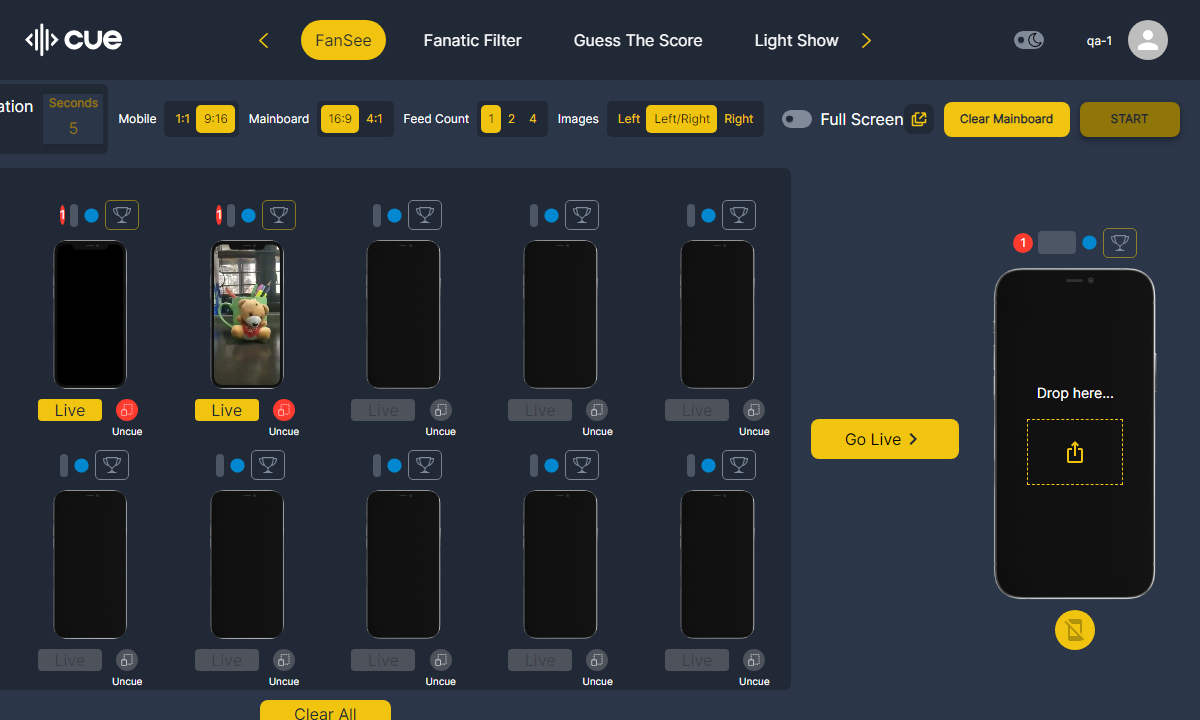 CUE
FanSee
Fanatic Filter
Guess The Score
Light Show
qa-1
ation
Seconds
5
Mobile
1:1
9:16
Mainboard
16:9
4:1
Feed Count
1
2
4
Images
Left
Left/Right
Right
Full Screen
Clear Mainboard
START
1
1
1
Live
Uncue
Live
Uncue
Live
Uncue
Live
Uncue
Live
Uncue
Go Live
Drop here...
Live
Uncue
Live
Uncue
Live
Uncue
Live
Uncue
Live
Uncue
Clear All